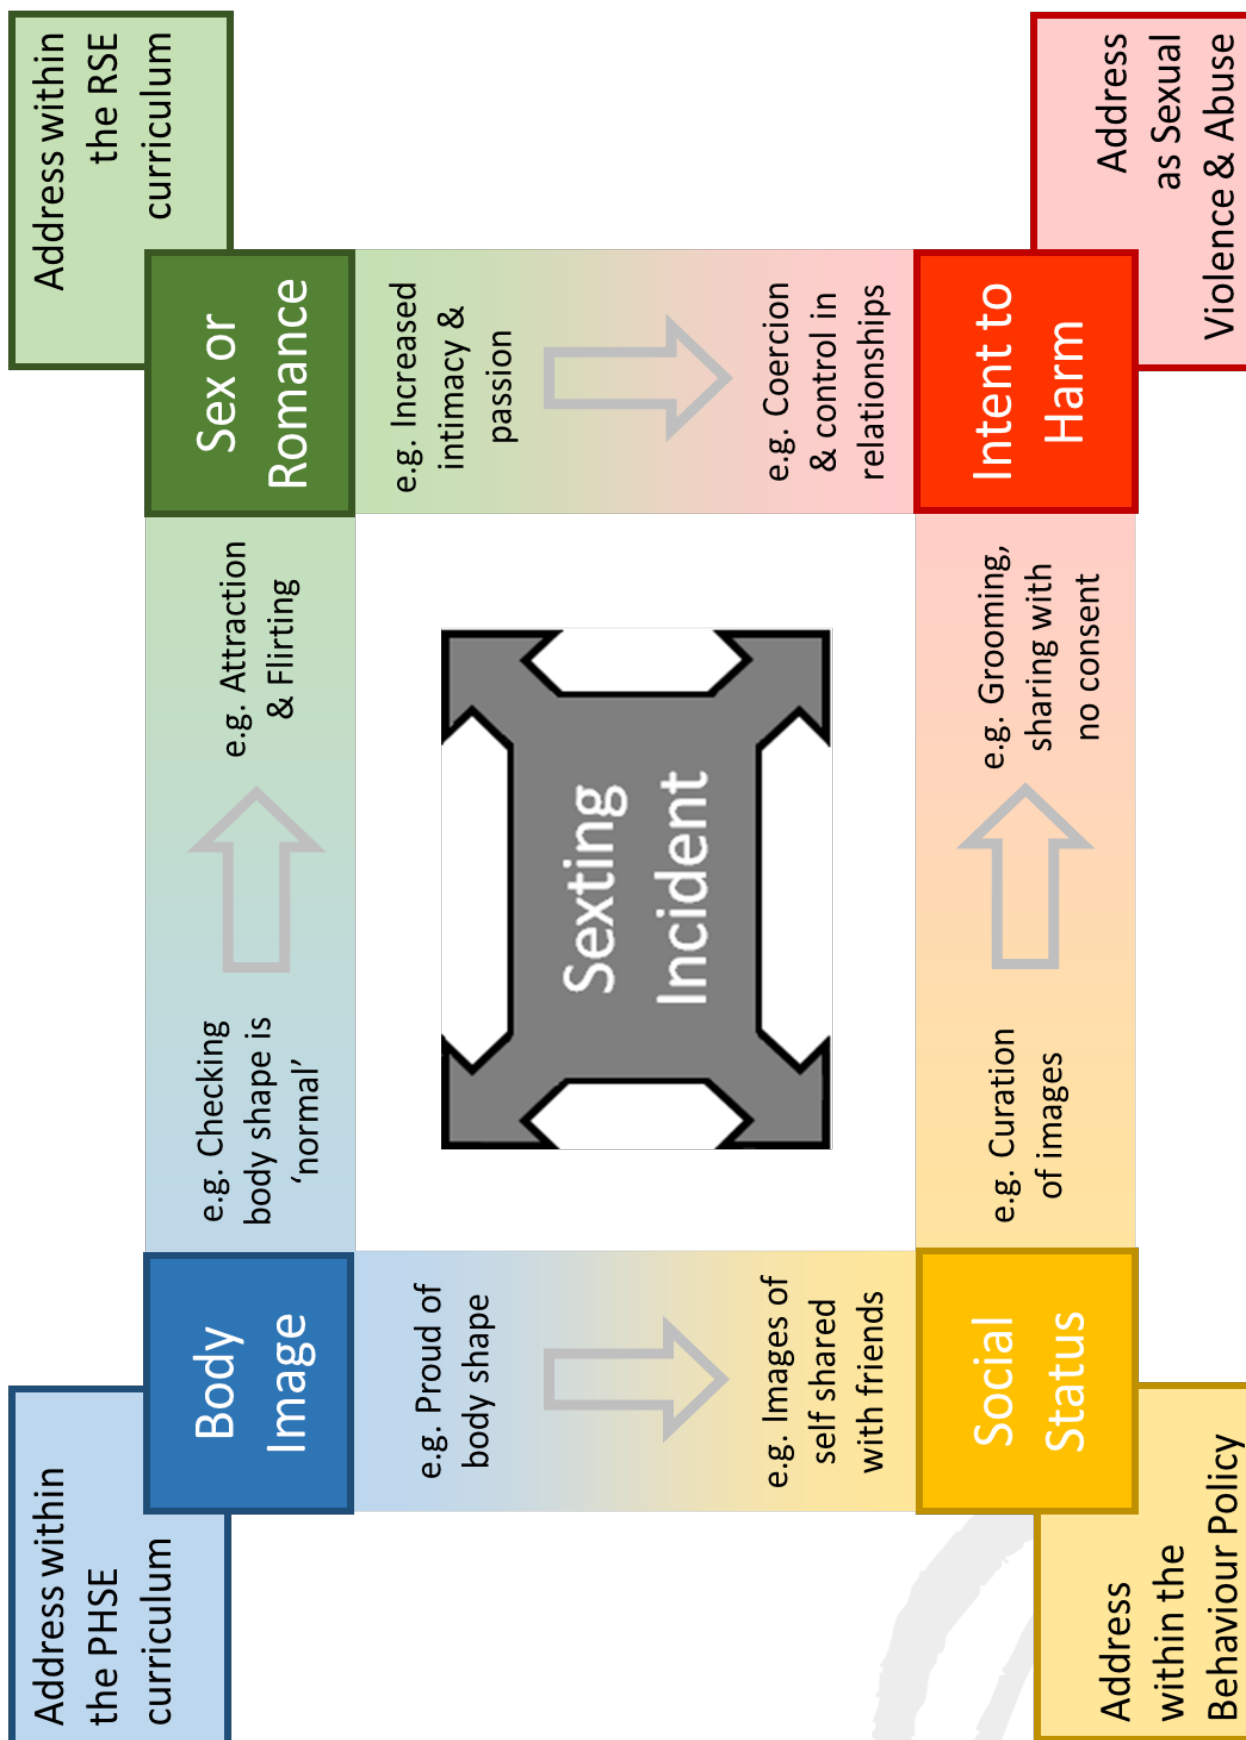 Address within
the PHSE
curriculum
Body
Image
e.g. Checking
body shape is
‘normal’
e.g. Attraction
& Flirting
Sex or
Romance
Address within
the RSE
curriculum
e.g. Proud of
body shape
e.g. Images of
self shared
with friends
Sexting
Incident
e.g. Increased
intimacy &
passion
e.g. Coercion
& control in
relationships
Address
within the
Behaviour Policy
Social
Status
e.g. Curation
of images
e.g. Grooming,
sharing with
no consent
Intent to
Harm
Address
as Sexual
Violence & Abuse